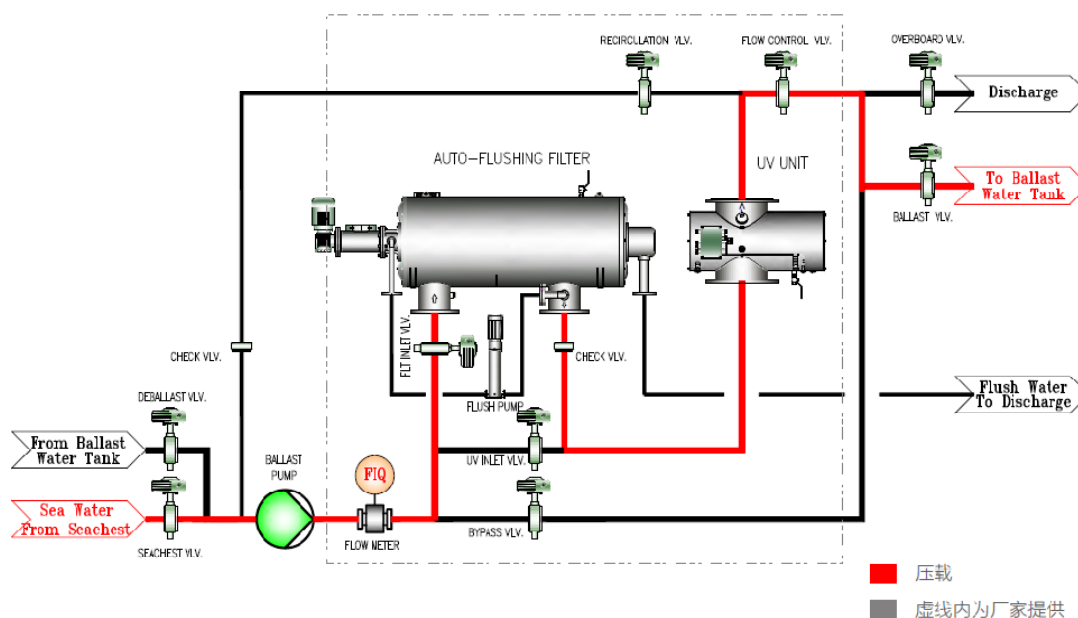 RECIRCULATION VLV.
FLOW CONTROL VLV.
OVERBOARD VLV.
Discharge
AUTO-FLUSHING FILTER
UV UNIT
To Ballast
Water Tank
BALLAST VLV.
FLT INLET VLV.
CHECK VLV.
CHECK VLV.
FLUSH PUMP
Flush Water
To Discharge
DEBALLAST VLV.
From Ballast
Water Tank
BALLAST
PUMP
FIQ
UV INLET VLV.
Sea Water
From Seachest
SEACHEST VLV.
FLOW METER
BYPASS VLV.
压载
虚线内为厂家提供